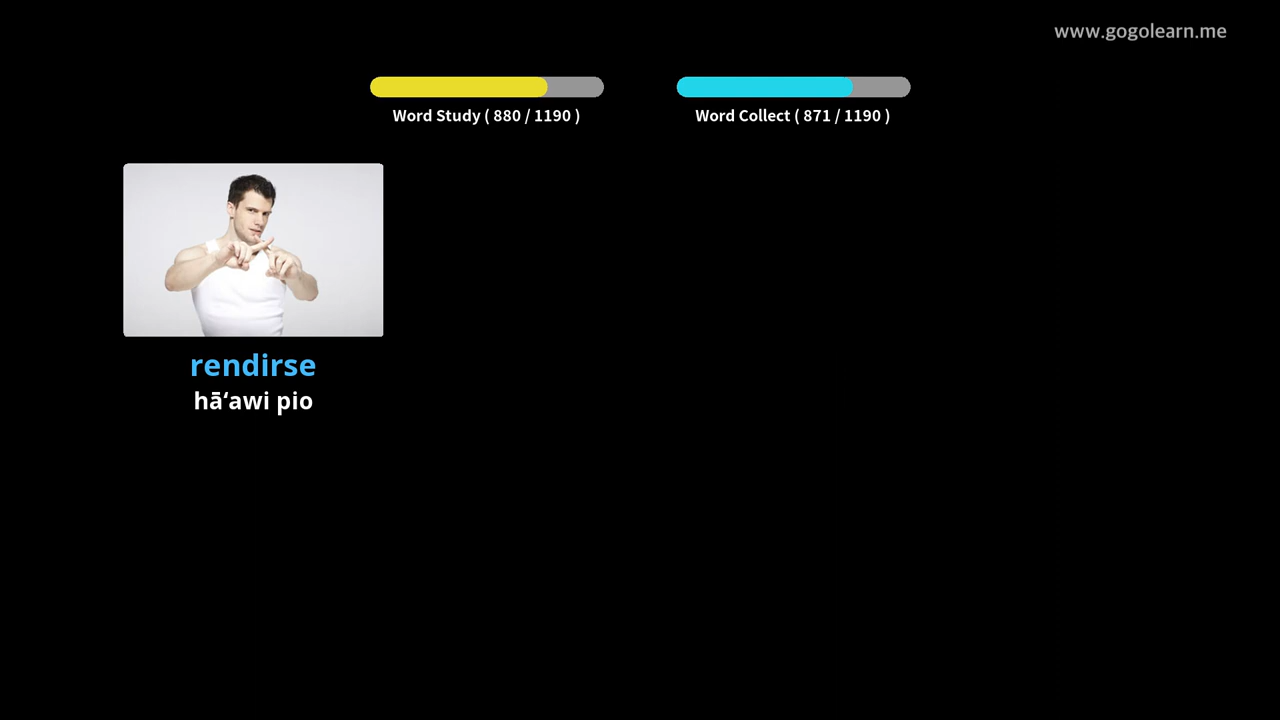 www.gogolearn.me
Word Study ( 880 / 1190 )
Word Collect ( 871 / 1190 )
rendirse
hāʻawi pio